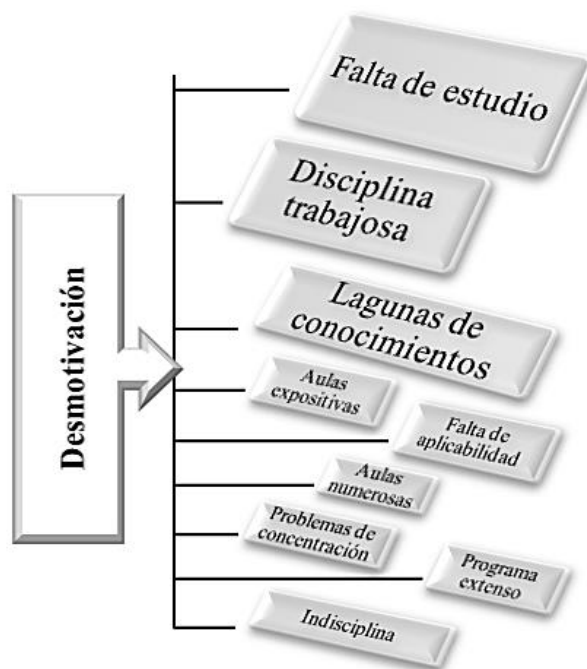 Desmotivación
Falta de estudio
Disciplina
trabajosa
Lagunas de
conocimientos
Aulas
expositivas
Falta de
aplicabilidad
Aulas
numerosas
Problemas de
concentración
Programa
extenso
Indisciplina